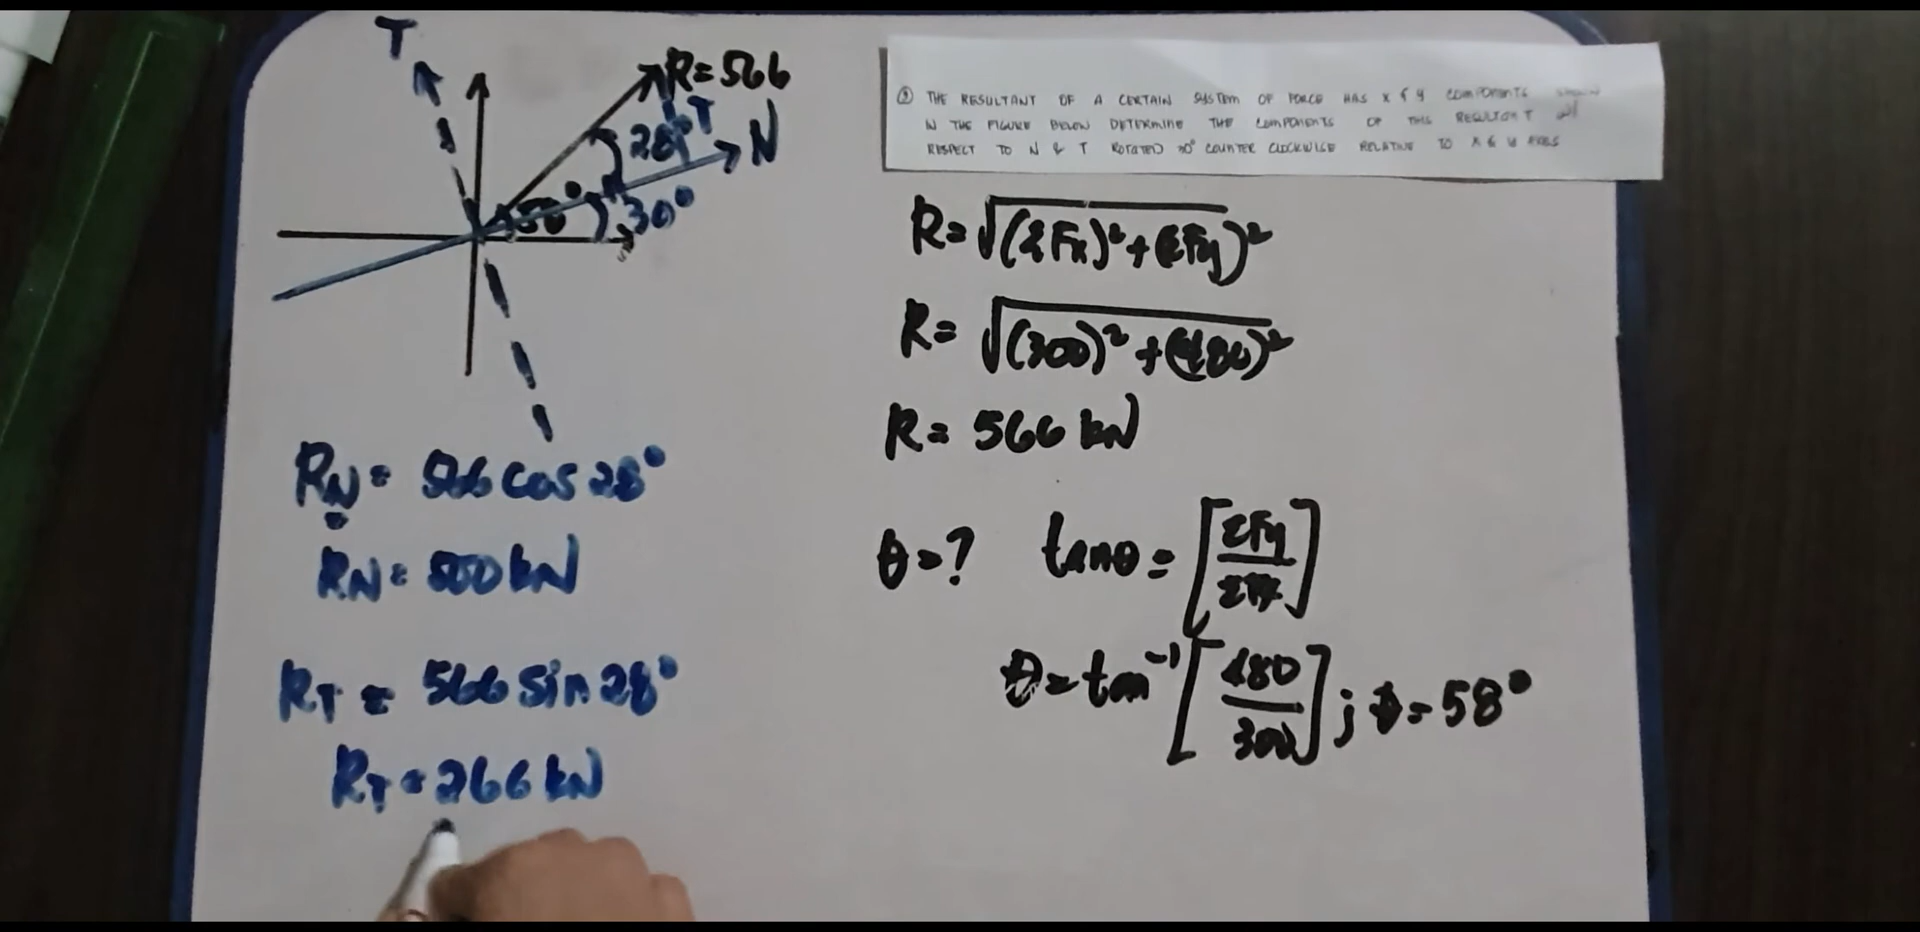 T
R=566
28°
T
N
58°
30°
② THE RESULTANT OF A CERTAIN SYSTEM OF FORCE HAS X & Y COMPONENTS SHOWN
IN THE FIGURE BELOW DETERMINE THE COMPONENTS OF THIS RESULTANT W/
RESPECT TO N & T ROTATED 30° COUNTER CLOCKWISE RELATIVE TO X & Y AXES
R=√(ΣFx)²+(ΣFy)²
R=√(300)²+(480)²
R= 566 kN
θ=? tanθ= [ΣFy/ΣFx]
θ=tan⁻¹[480/300]; θ=58°
RN= 566 cos 28°
RN= 500 kN
RT = 566 sin 28°
RT = 266 kN